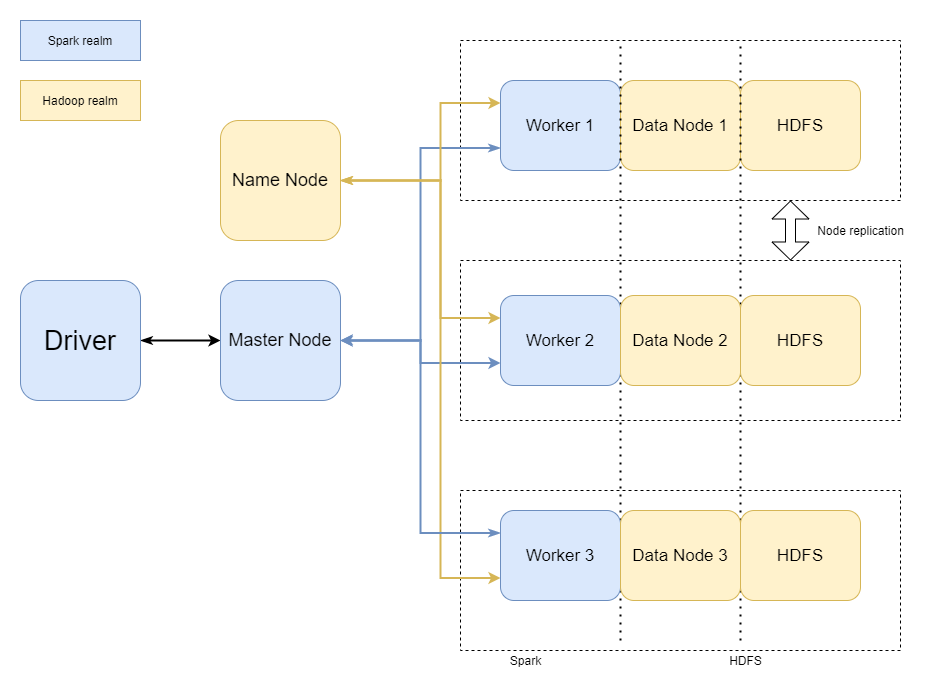 Spark realm
Hadoop realm
Name Node
Driver
Master Node
Worker 1
Data Node 1
HDFS
Node replication
Worker 2
Data Node 2
HDFS
Worker 3
Data Node 3
HDFS
Spark
HDFS